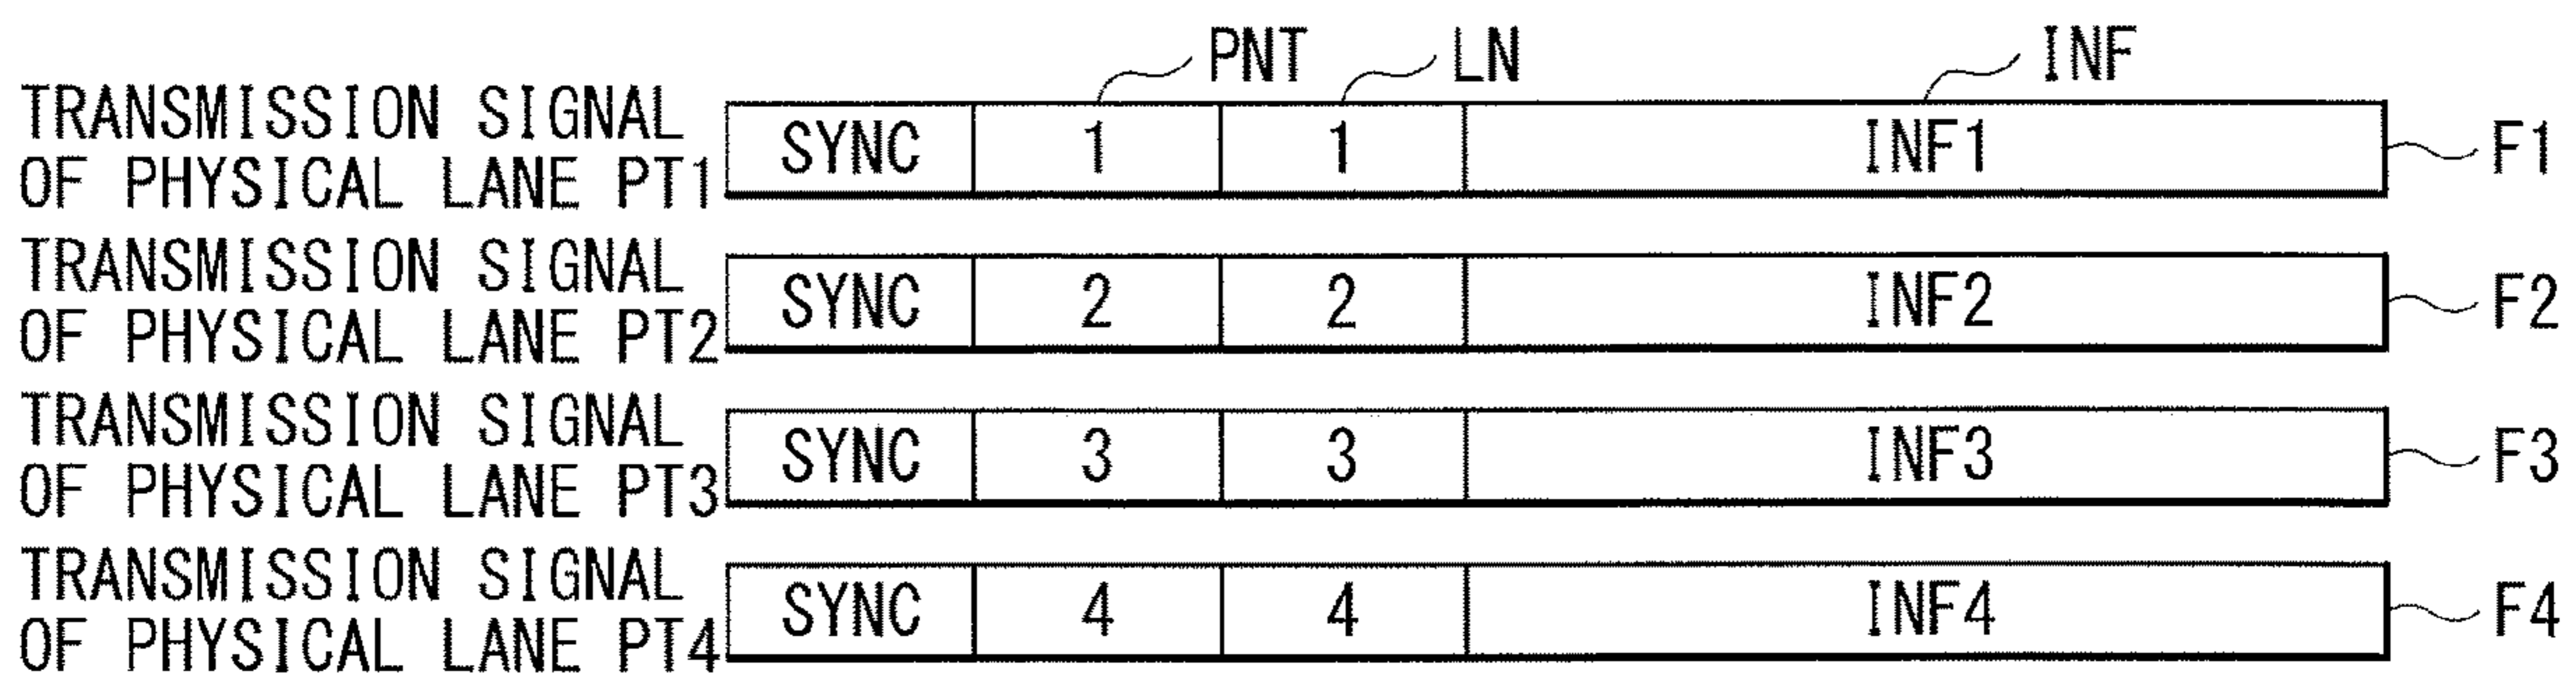 PNT LN INF
TRANSMISSION SIGNAL
OF PHYSICAL LANE PT1 SYNC 1 1 INF1 F1
TRANSMISSION SIGNAL
OF PHYSICAL LANE PT2 SYNC 2 2 INF2 F2
TRANSMISSION SIGNAL
OF PHYSICAL LANE PT3 SYNC 3 3 INF3 F3
TRANSMISSION SIGNAL
OF PHYSICAL LANE PT4 SYNC 4 4 INF4 F4